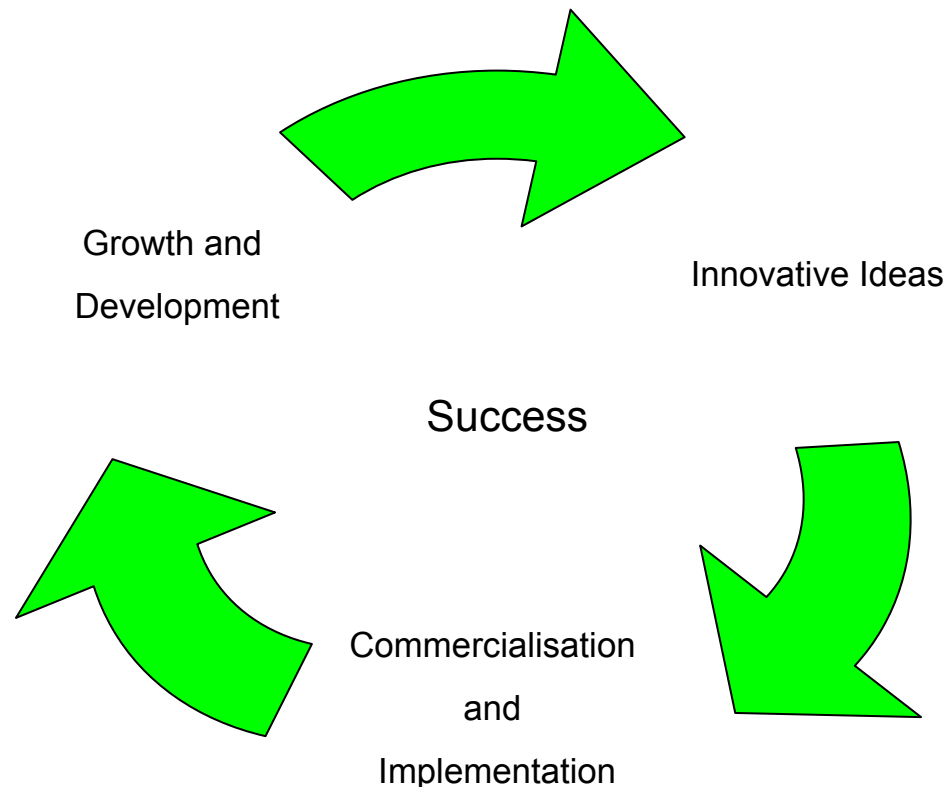 Growth and
Development
Innovative Ideas
Success
Commercialisation
and
Implementation